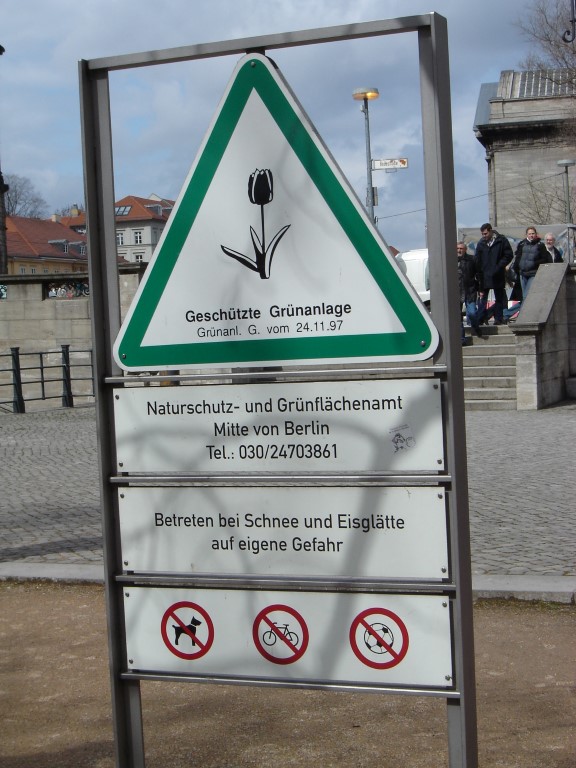 Geschützte Grünanlage
Grünanl. G. vom 24.11.97
Naturschutz- und Grünflächenamt
Mitte von Berlin
Tel.: 030/24703861
Betreten bei Schnee und Eisglätte
auf eigene Gefahr